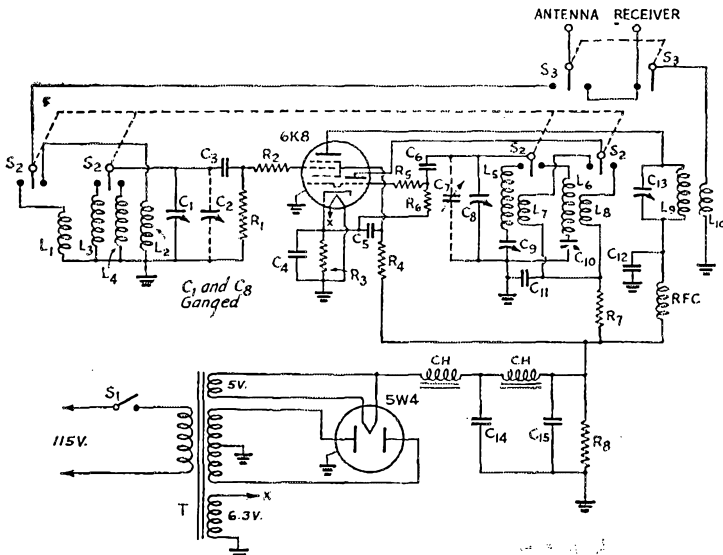 ANTENNA RECEIVER
S3 S3
6K8
S2 S2 C3 R2 R5 C6 S2 S2
C1 C2 R1 R6 C7 C8 L5 L7 L6 L8 C13 L9 L10
L1 L3 L4 L2 X C5 C9 C10 C12
C4 R3 R4 C11 R7 RFC
C1 and C8
Ganged
CH CH
S1 5V. 5W4
115V. C14 C15 R8
T X
6.3V.